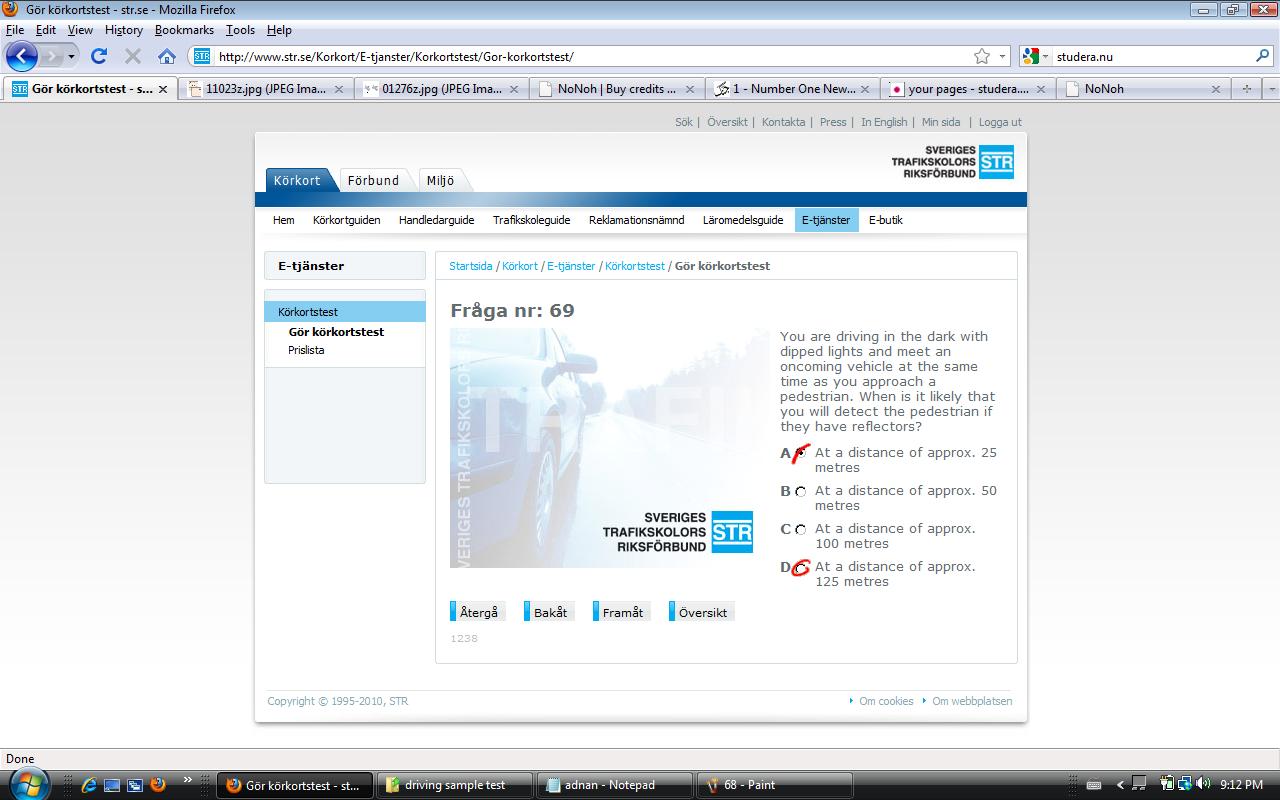 Gör körkortstest - str.se - Mozilla Firefox
File Edit View History Bookmarks Tools Help
STR http://www.str.se/Korkort/E-tjanster/Korkortstest/Gor-korkortstest/ studera.nu
STR Gör körkortstest - s... 11023z.jpg (JPEG Ima... 01276z.jpg (JPEG Ima... NoNoh | Buy credits ... 1 - Number One New... your pages - studera.... NoNoh
Sök | Översikt | Kontakta | Press | In English | Min sida | Logga ut
SVERIGES
TRAFIKSKOLORS STR
RIKSFÖRBUND
Körkort Förbund Miljö
Hem Körkortguiden Handledarguide Trafikskoleguide Reklamationsnämnd Läromedelsguide E-tjänster E-butik
E-tjänster
Körkortstest
Gör körkortstest
Prislista
Startsida / Körkort / E-tjänster / Körkortstest / Gör körkortstest
Fråga nr: 69
SVERIGES TRAFIKSKOLORS R
TRAFI
SVERIGES
TRAFIKSKOLORS STR
RIKSFÖRBUND
You are driving in the dark with
dipped lights and meet an
oncoming vehicle at the same
time as you approach a
pedestrian. When is it likely that
you will detect the pedestrian if
they have reflectors?
A At a distance of approx. 25
metres
B At a distance of approx. 50
metres
C At a distance of approx.
100 metres
D At a distance of approx.
125 metres
Återgå Bakåt Framåt Översikt
1238
Copyright © 1995-2010, STR Om cookies Om webbplatsen
Done
Gör körkortstest - st... driving sample test adnan - Notepad 68 - Paint 9:12 PM